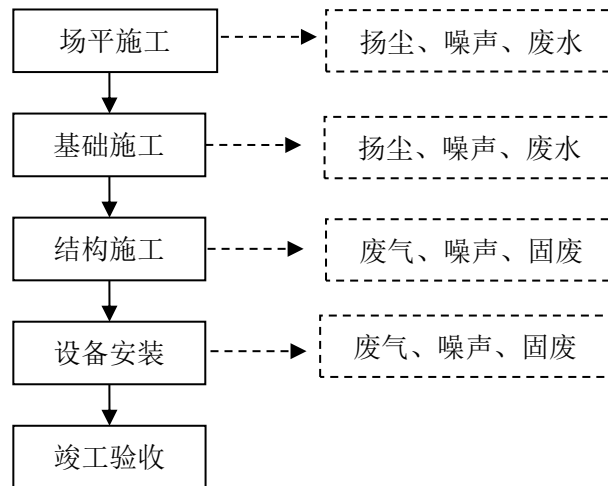 场平施工
扬尘、噪声、废水
基础施工
扬尘、噪声、废水
结构施工
废气、噪声、固废
设备安装
废气、噪声、固废
竣工验收